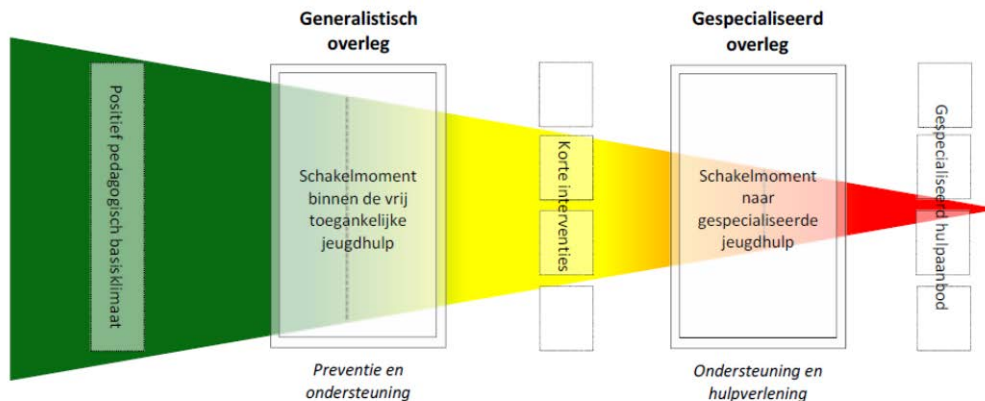 Generalistisch
overleg
Gespecialiseerd
overleg
Positief pedagogisch basisklimaat
Schakelmoment
binnen de vrij
toegankelijke
jeugdhulp
Korte interventies
Schakelmoment
naar
gespecialiseerde
jeugdhulp
Gespecialiseerd hulpaanbod
Preventie en
ondersteuning
Ondersteuning en
hulpverlening